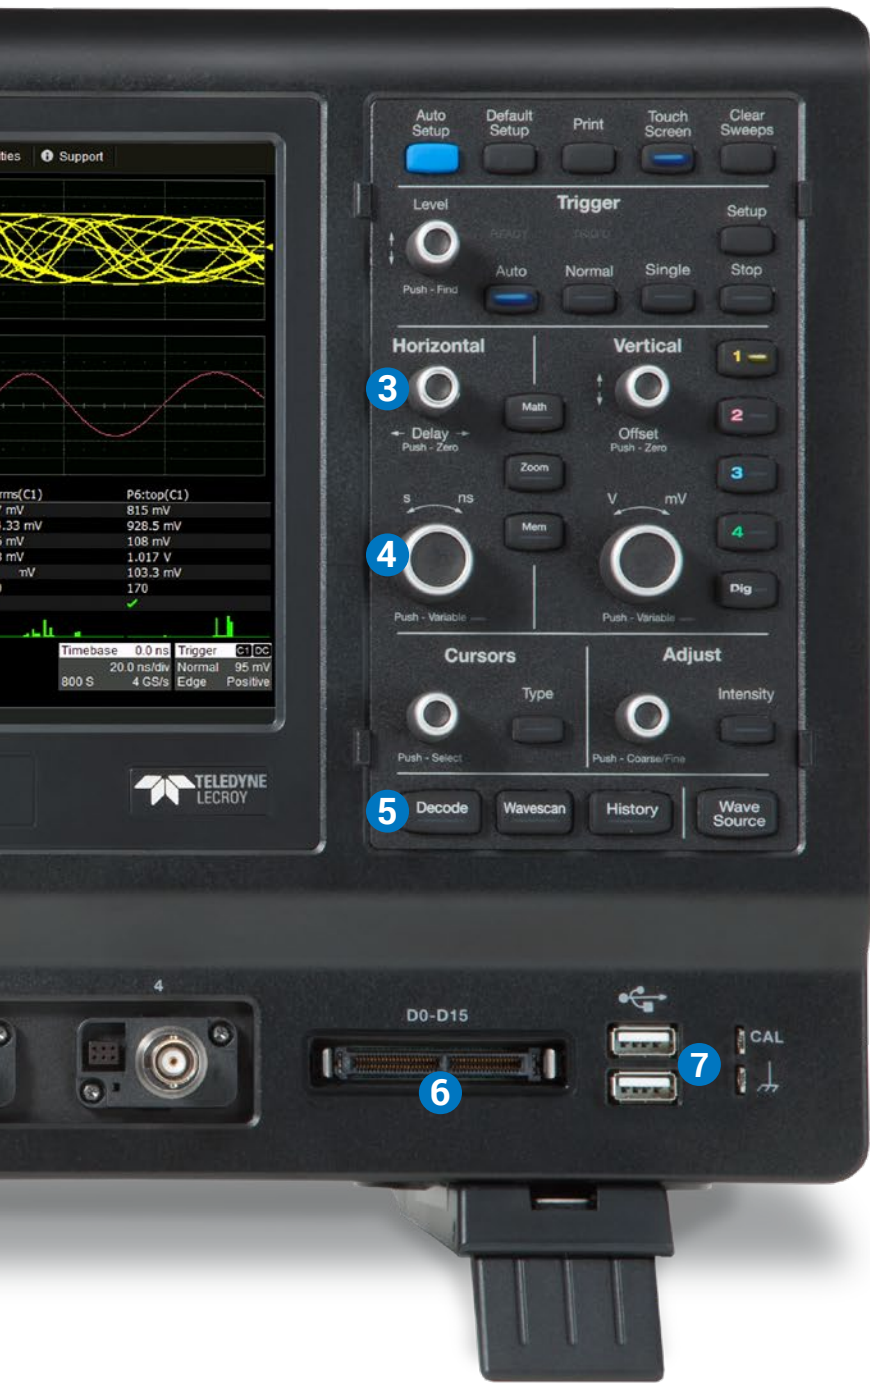 Auto Setup
Default Setup
Print
Touch Screen
Clear Sweeps
ties Support
Level
Trigger
Setup
READY TRIG'D
Auto
Normal
Single
Stop
Push - Find
Horizontal
Vertical
1
3
Math
2
Delay
Push - Zero
Offset
Push - Zero
Zoom
3
s ns
V mV
Mem
4
4
Dig
Push - Variable
Push - Variable
rms(C1) P6:top(C1)
mV 815 mV
.33 mV 928.5 mV
mV 108 mV
mV 1.017 V
mV 103.3 mV
170
Timebase 0.0 ns
20.0 ns/div
800 S 4 GS/s
Trigger C1 DC
Normal 95 mV
Edge Positive
Cursors
Adjust
Type
Intensity
Push - Select
Push - Coarse/Fine
TELEDYNE
LECROY
5
Decode
Wavescan
History
Wave Source
4
D0-D15
CAL
6
7